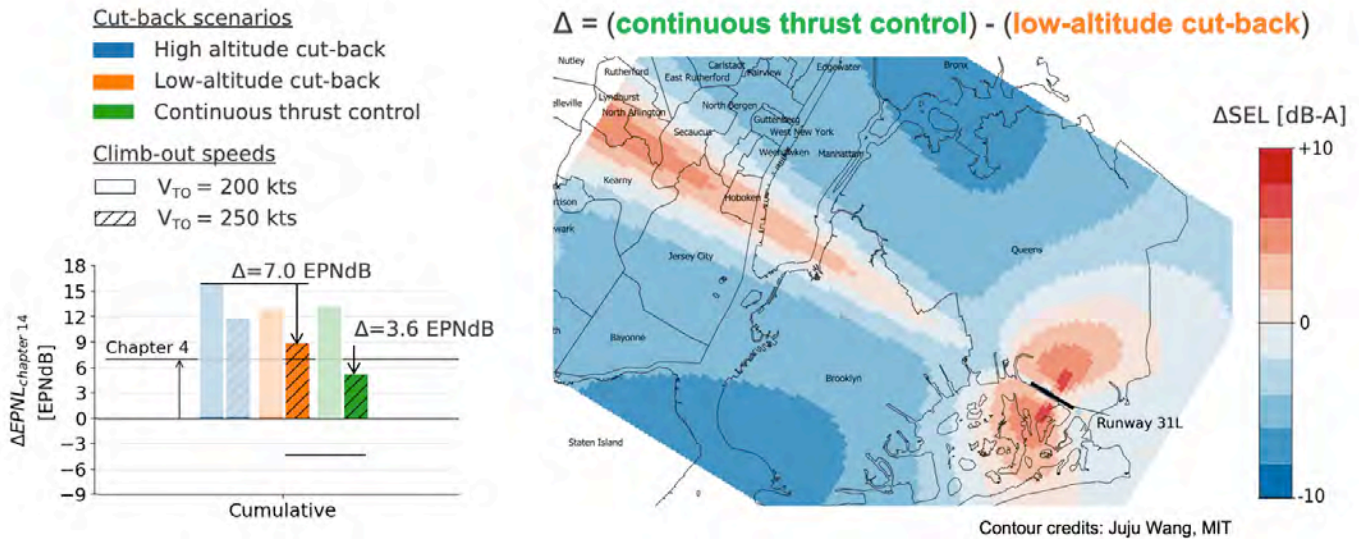 Cut-back scenarios
High altitude cut-back
Low-altitude cut-back
Continuous thrust control
Climb-out speeds
V_TO = 200 kts
V_TO = 250 kts
18
15
12
9
6
3
0
−3
−6
−9
ΔEPNL_chapter 14
[EPNdB]
Δ=7.0 EPNdB
Δ=3.6 EPNdB
Chapter 4
Cumulative
Δ = (continuous thrust control) - (low-altitude cut-back)
Nutley
Rutherford
Carlstadt
Fairview
Edgewater
Bronx
East Rutherford
elleville
Lyndhurst
North Arlington
North Bergen
Guttenberg
Secaucus
West New York
Weehawken
Manhattan
Kearny
Hoboken
rrison
wark
Jersey City
Queens
Bayonne
Brooklyn
Staten Island
Runway 31L
ΔSEL [dB-A]
+10
0
-10
Contour credits: Juju Wang, MIT